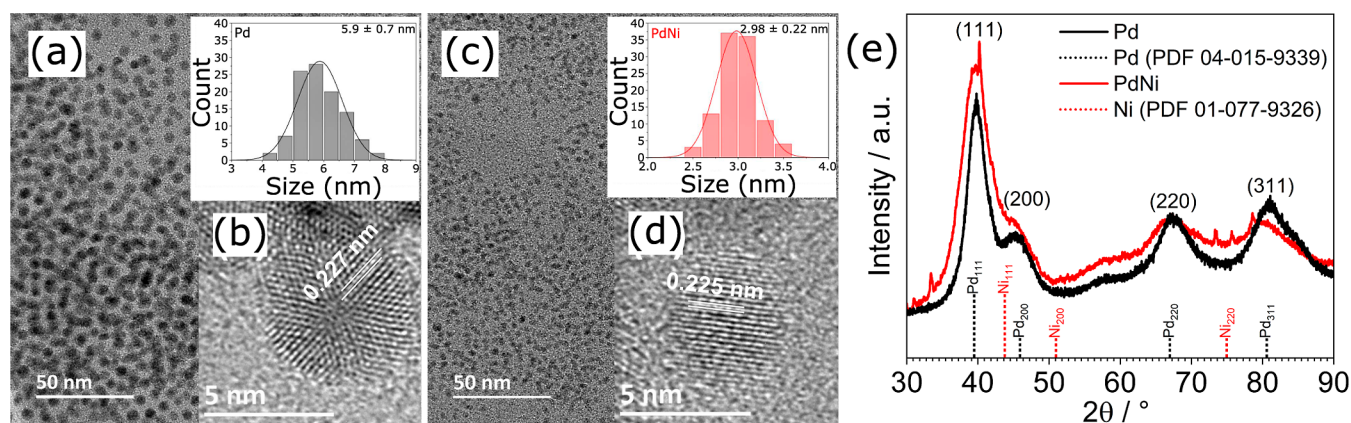 (a)
50 nm
40
35
30
25
20
15
10
5
0
Count
Pd
5.9 ± 0.7 nm
3 4 5 6 7 8 9
Size (nm)
(b)
0.227 nm
5 nm
(c)
50 nm
40
35
30
25
20
15
10
5
0
Count
PdNi
2.98 ± 0.22 nm
2.0 2.5 3.0 3.5 4.0
Size (nm)
(d)
0.225 nm
5 nm
(e)
Intensity / a.u.
(111)
(200)
(220)
(311)
Pd
Pd (PDF 04-015-9339)
PdNi
Ni (PDF 01-077-9326)
Pd111
Ni111
Pd200
Ni200
Pd220
Ni220
Pd311
30 40 50 60 70 80 90
2θ / °